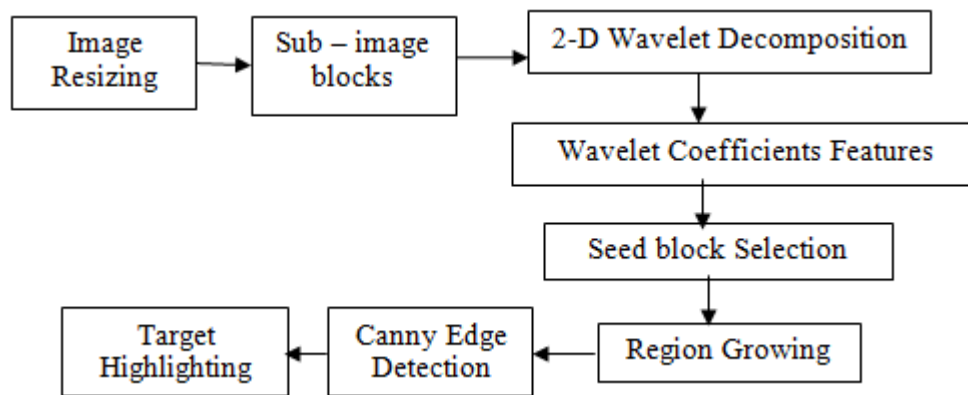 Image
Resizing
Sub – image
blocks
2-D Wavelet Decomposition
Wavelet Coefficients Features
Seed block Selection
Region Growing
Canny Edge
Detection
Target
Highlighting